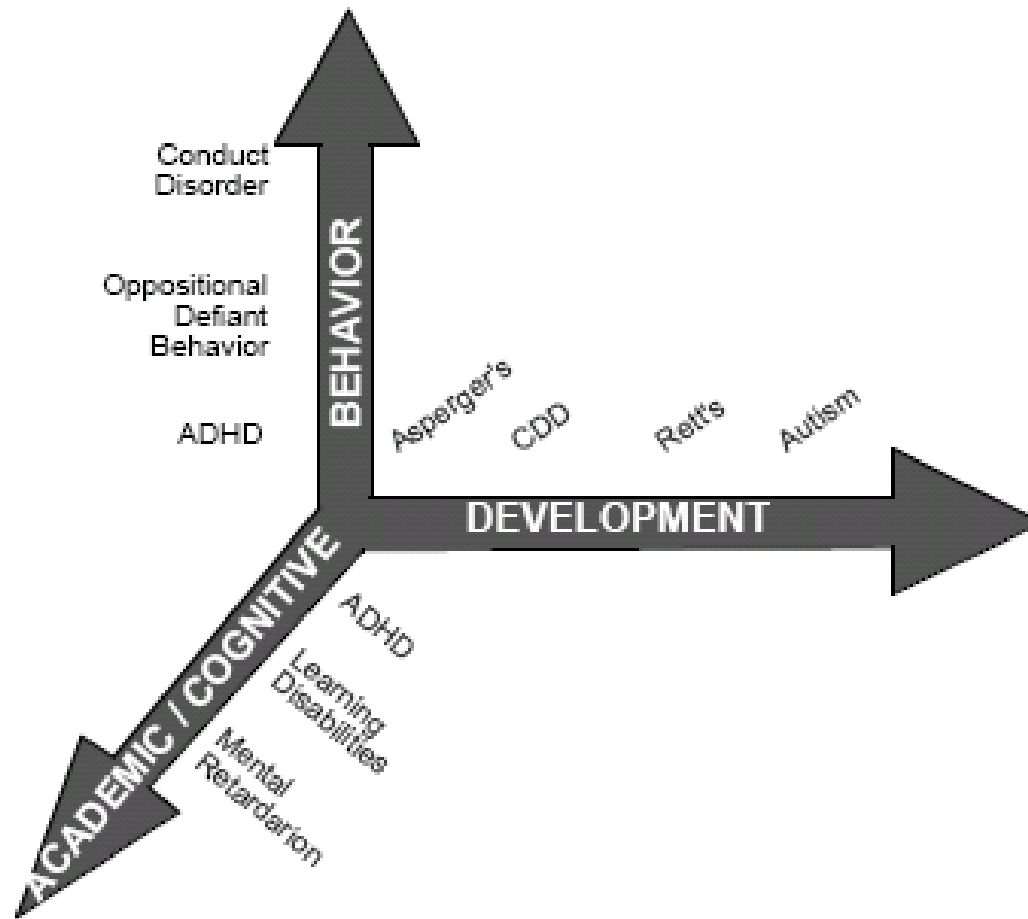 Conduct
Disorder
Oppositional
Defiant
Behavior
ADHD
BEHAVIOR
Asperger's
CDD
Rett's
Autism
DEVELOPMENT
ACADEMIC / COGNITIVE
ADHD
Learning
Disabilities
Mental
Retardarion